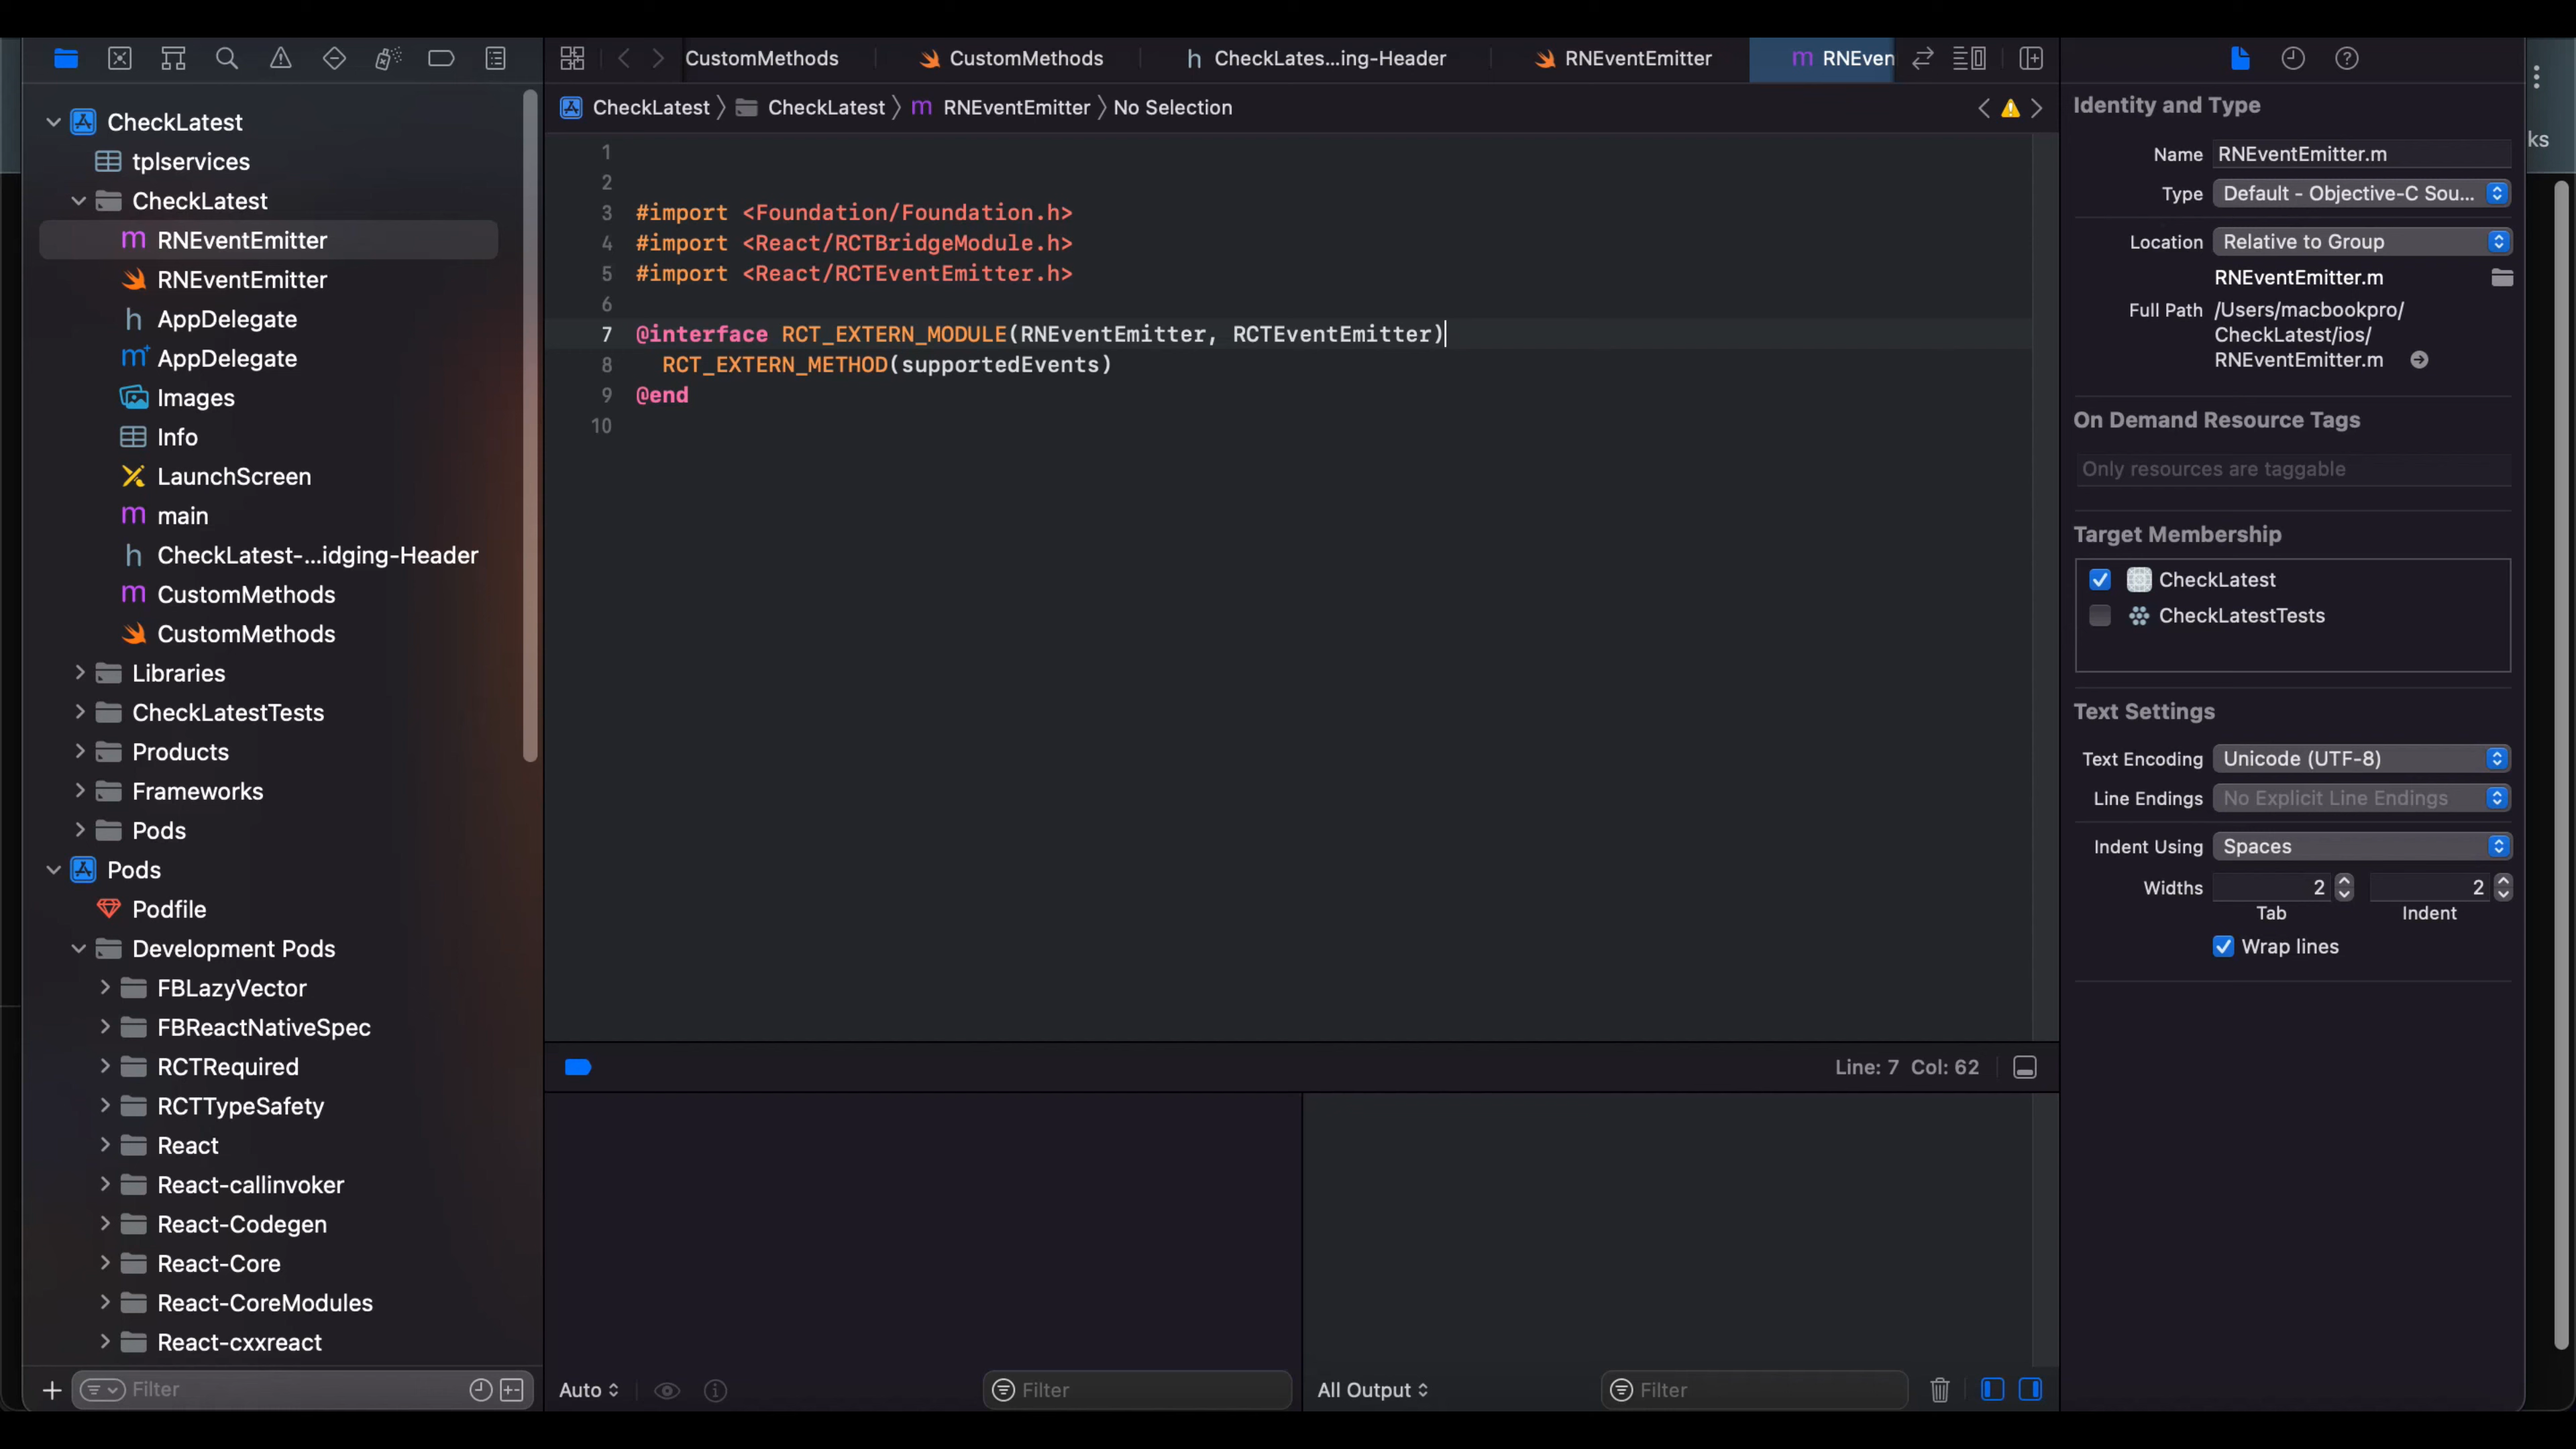 CheckLatest
tplservices
CheckLatest
RNEventEmitter
RNEventEmitter
AppDelegate
AppDelegate
Images
Info
LaunchScreen
main
CheckLatest-...idging-Header
CustomMethods
CustomMethods
Libraries
CheckLatestTests
Products
Frameworks
Pods
Pods
Podfile
Development Pods
FBLazyVector
FBReactNativeSpec
RCTRequired
RCTTypeSafety
React
React-callinvoker
React-Codegen
React-Core
React-CoreModules
React-cxxreact
Filter
CustomMethods CustomMethods CheckLates...ing-Header RNEventEmitter RNEven
CheckLatest CheckLatest RNEventEmitter No Selection
1
2
3 #import <Foundation/Foundation.h>
4 #import <React/RCTBridgeModule.h>
5 #import <React/RCTEventEmitter.h>
6
7 @interface RCT_EXTERN_MODULE(RNEventEmitter, RCTEventEmitter)
8 RCT_EXTERN_METHOD(supportedEvents)
9 @end
10
Line: 7 Col: 62
Auto Filter
All Output Filter
Identity and Type
Name RNEventEmitter.m
Type Default - Objective-C Sou...
Location Relative to Group
RNEventEmitter.m
Full Path /Users/macbookpro/
CheckLatest/ios/
RNEventEmitter.m
On Demand Resource Tags
Only resources are taggable
Target Membership
CheckLatest
CheckLatestTests
Text Settings
Text Encoding Unicode (UTF-8)
Line Endings No Explicit Line Endings
Indent Using Spaces
Widths 2 2
Tab Indent
Wrap lines
ks